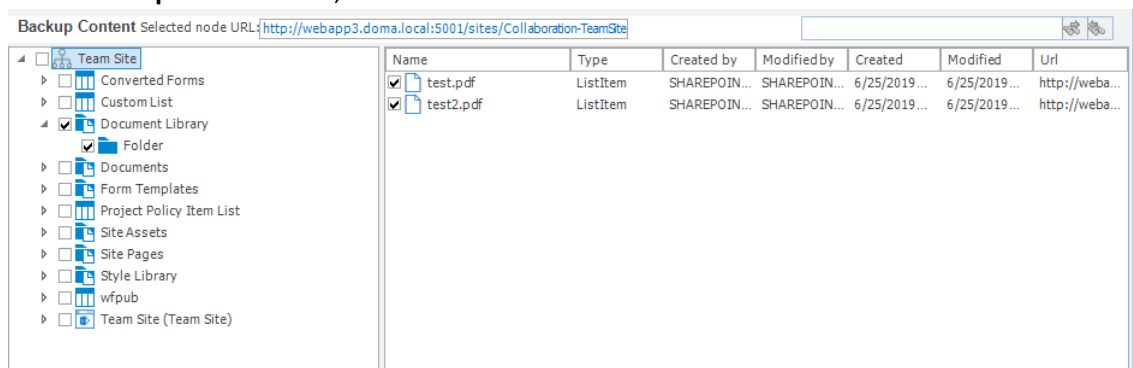 Backup Content Selected node URL: http://webapp3.doma.local:5001/sites/Collaboration-TeamSite
Team Site
Converted Forms
Custom List
Document Library
Folder
Documents
Form Templates
Project Policy Item List
Site Assets
Site Pages
Style Library
wfpub
Team Site (Team Site)
Name Type Created by Modified by Created Modified Url
test.pdf ListItem SHAREPOIN... SHAREPOIN... 6/25/2019... 6/25/2019... http://weba...
test2.pdf ListItem SHAREPOIN... SHAREPOIN... 6/25/2019... 6/25/2019... http://weba...